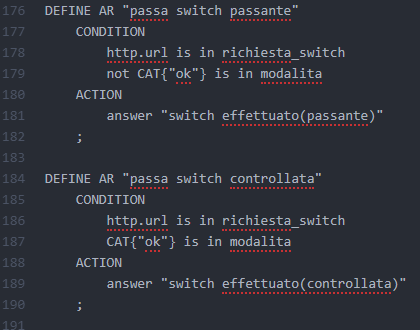 176 DEFINE AR "passa switch passante"
177 CONDITION
178 http.url is in richiesta_switch
179 not CAT{"ok"} is in modalita
180 ACTION
181 answer "switch effettuato(passante)"
182 ;
183
184 DEFINE AR "passa switch controllata"
185 CONDITION
186 http.url is in richiesta_switch
187 CAT{"ok"} is in modalita
188 ACTION
189 answer "switch effettuato(controllata)"
190 ;
191